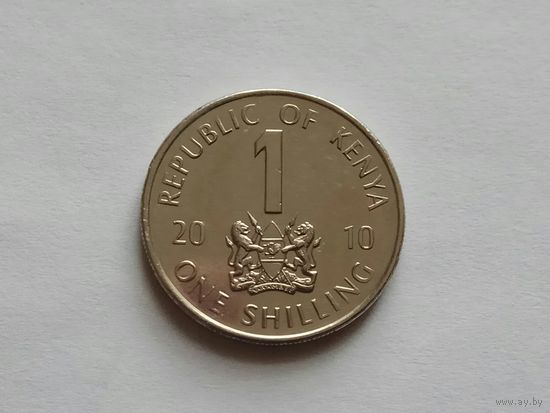 REPUBLIC OF KENYA
1
20 10
ONE SHILLING
www.ay.by